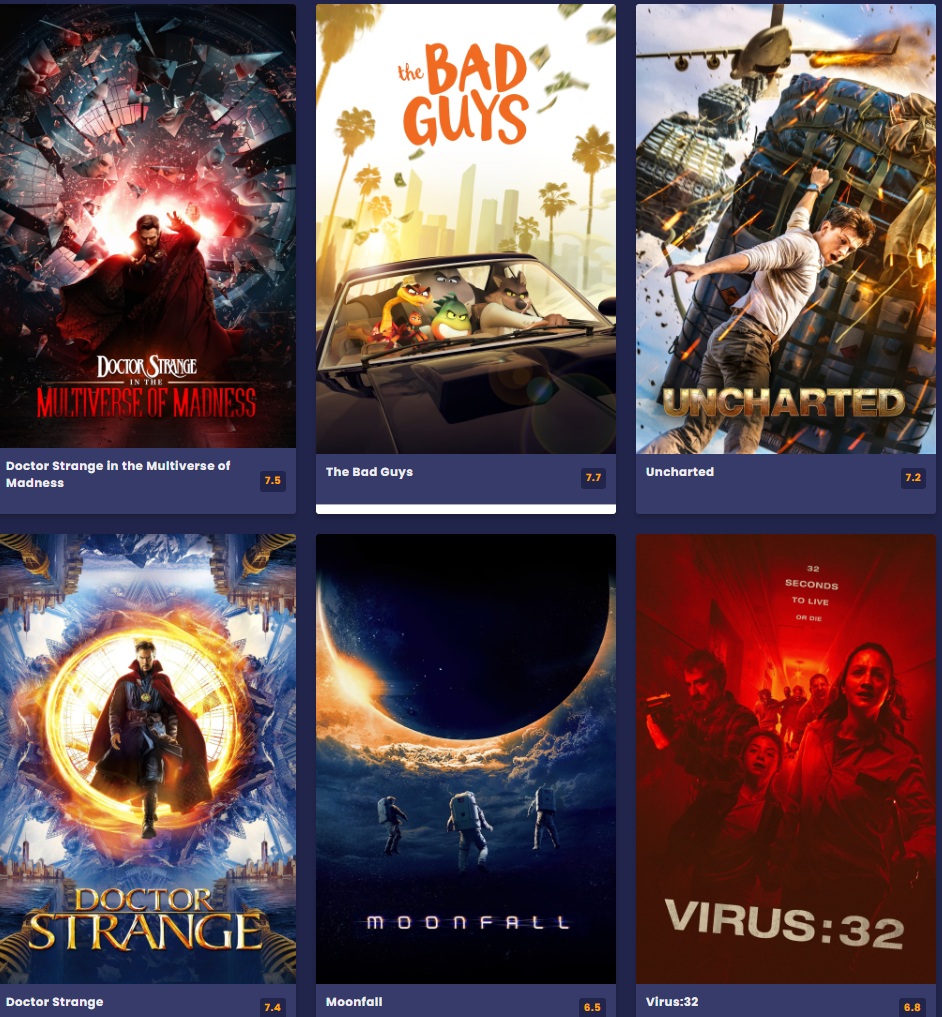 DOCTOR STRANGE
IN THE
MULTIVERSE OF MADNESS
Doctor Strange in the Multiverse of
Madness
7.5
the BAD
GUYS
The Bad Guys
7.7
UNCHARTED
Uncharted
7.2
DOCTOR
STRANGE
Doctor Strange
7.4
MOONFALL
Moonfall
6.5
32
SECONDS
TO LIVE
OR DIE
VIRUS:32
Virus:32
6.8